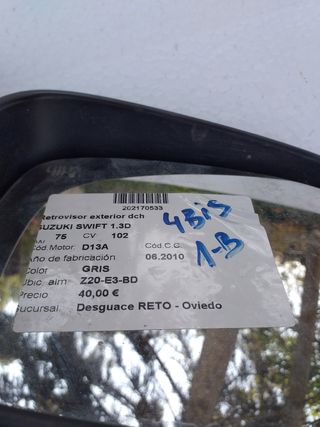 202170533
Retrovisor exterior dch
SUZUKI SWIFT 1.3D
75 CV 102
Cód Motor: D13A Cód.C.C.
Año de fabricación 06.2010
Color GRIS
Ubic. alm Z20-E3-BD
Precio 40,00 €
Sucursal. Desguace RETO - Oviedo
4Bis
1-B